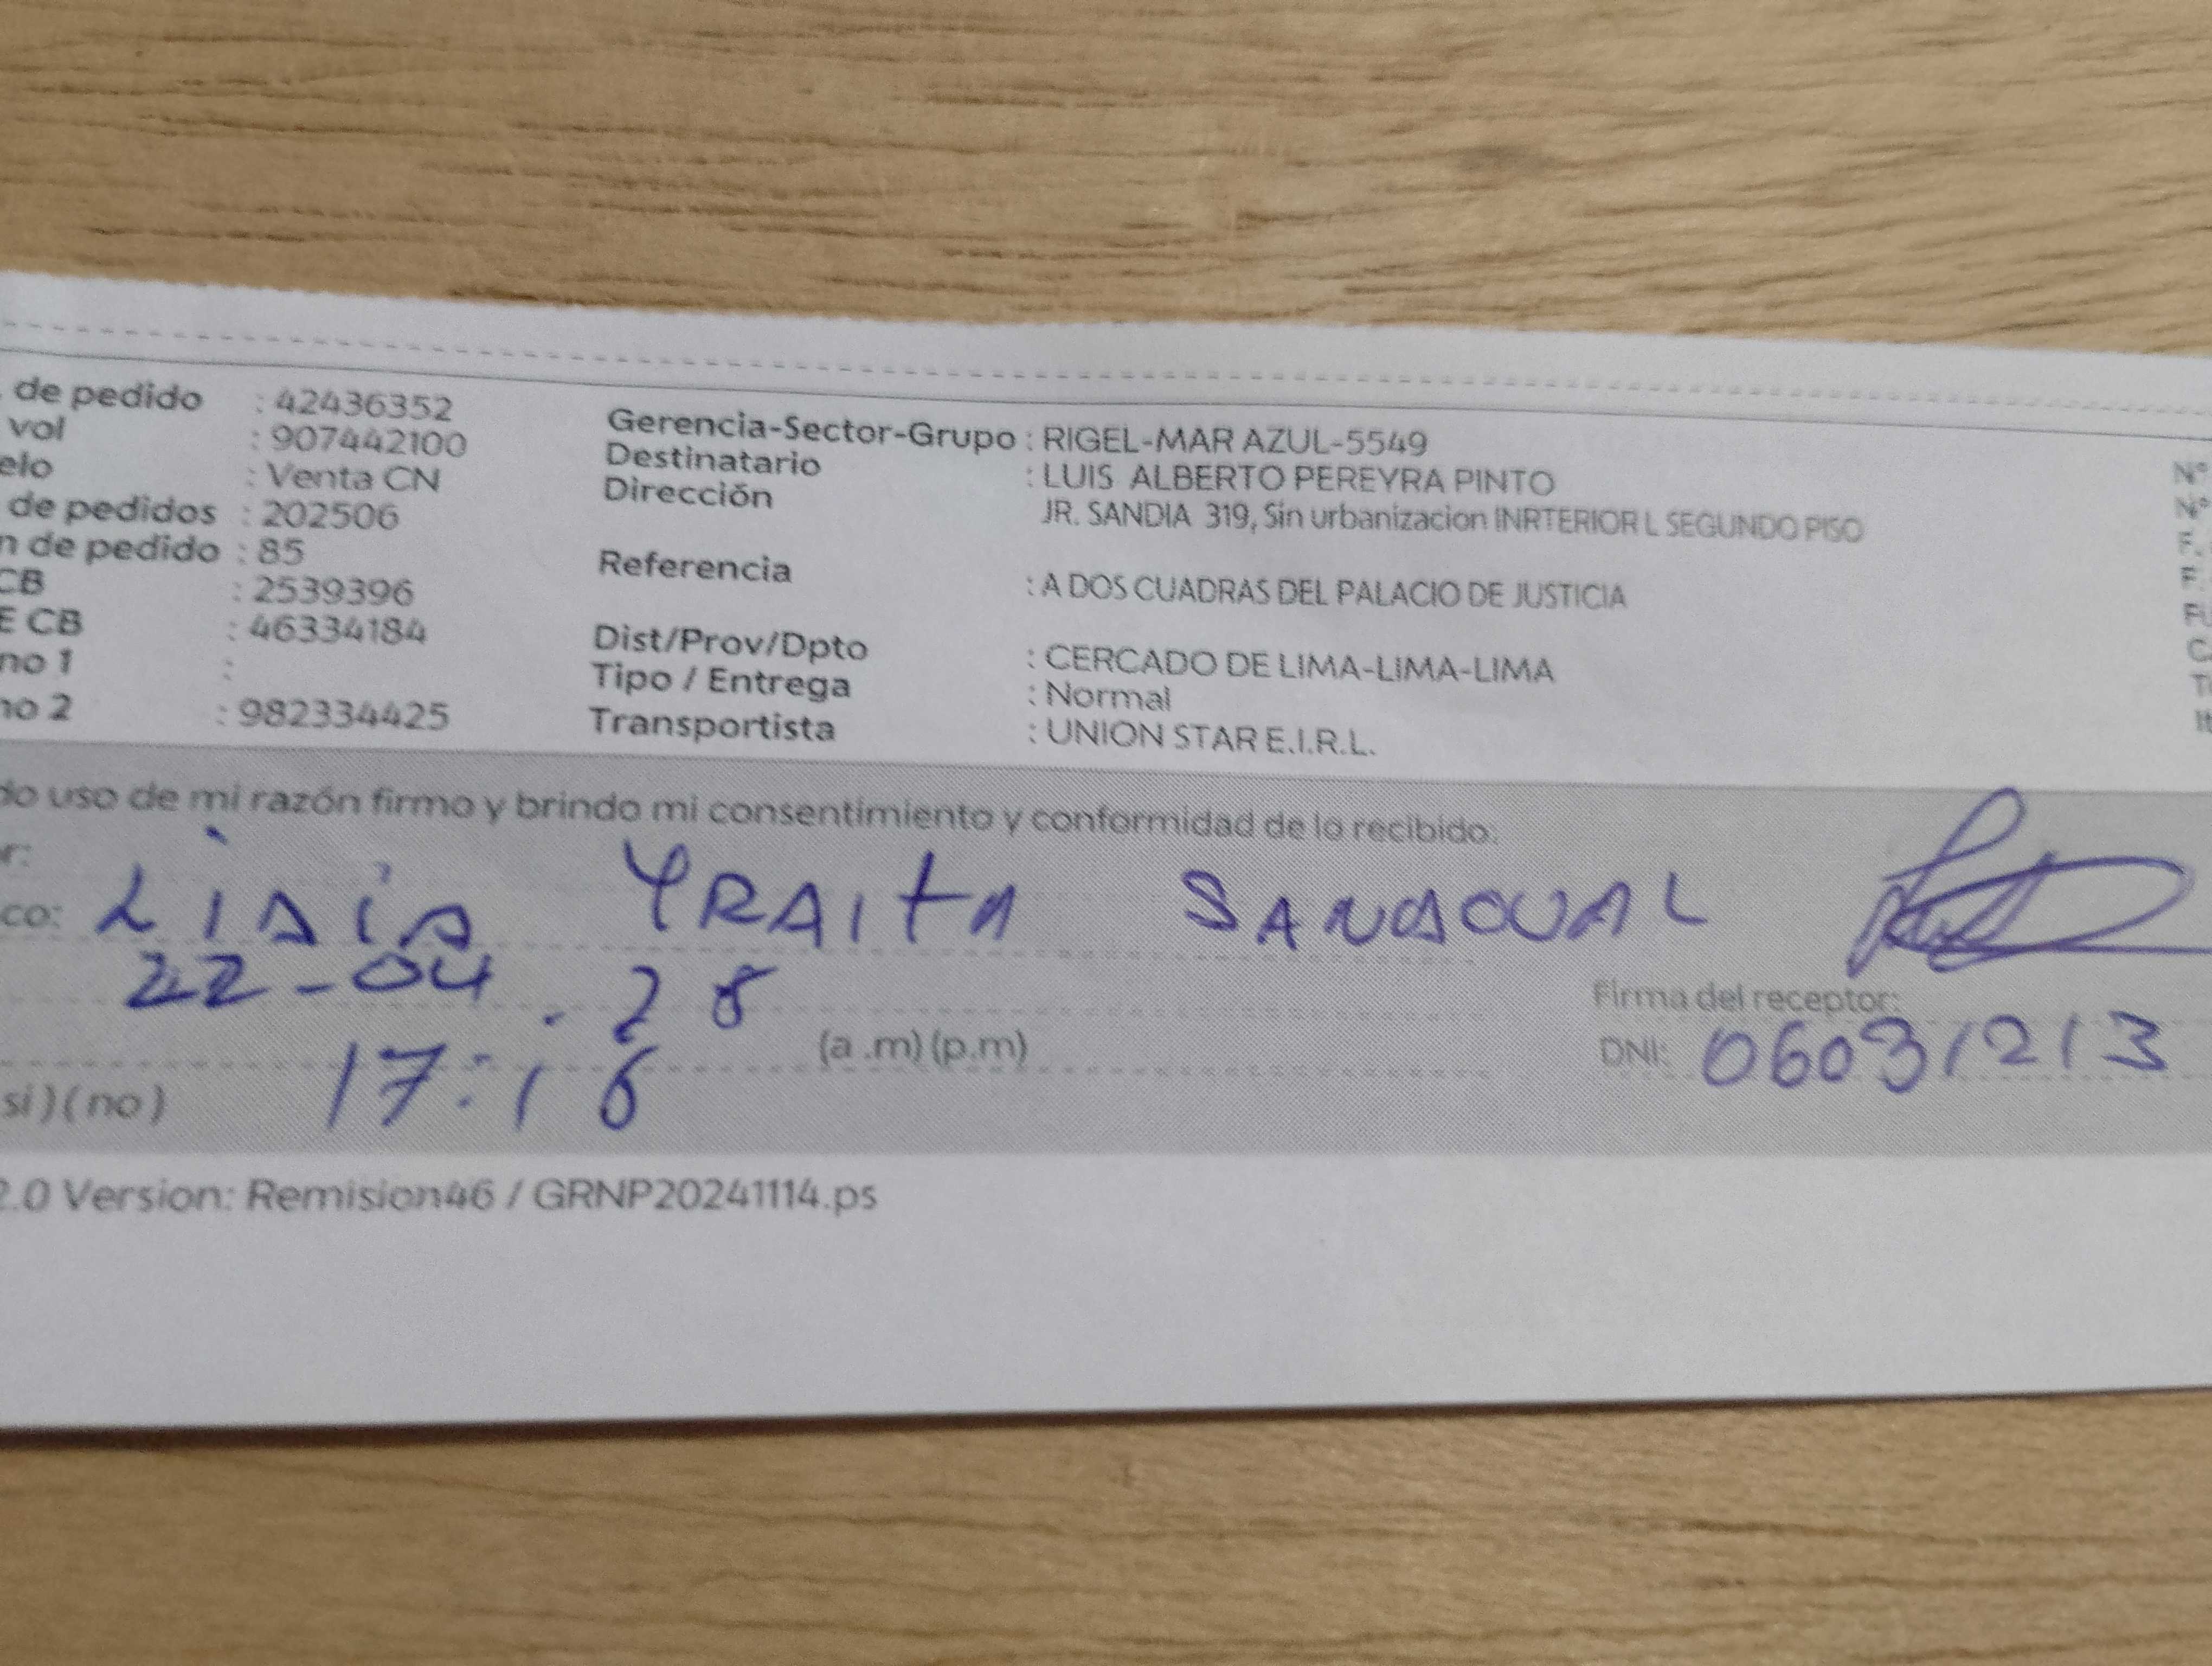 de pedido : 42436352
vol : 907442100
elo : Venta CN
de pedidos : 202506
n de pedido : 85
CB : 2539396
E CB : 46334184
no 1 :
no 2 : 982334425
Gerencia-Sector-Grupo : RIGEL-MAR AZUL-5549
Destinatario : LUIS ALBERTO PEREYRA PINTO
Dirección JR. SANDIA 319, Sin urbanizacion INRTERIOR L SEGUNDO PISO
Referencia : A DOS CUADRAS DEL PALACIO DE JUSTICIA
Dist/Prov/Dpto : CERCADO DE LIMA-LIMA-LIMA
Tipo / Entrega : Normal
Transportista : UNION STAR E.I.R.L.
N°
N°
F.
F.
do uso de mi razón firmo y brindo mi consentimiento y conformidad de lo recibido:
r:
co: LIDIA YRAITA SANDOVAL
22-04.25
17:16 (a .m) (p.m)
si ) ( no )
Firma del receptor:
DNI: 06031213
2.0 Version: Remision46 / GRNP20241114.ps